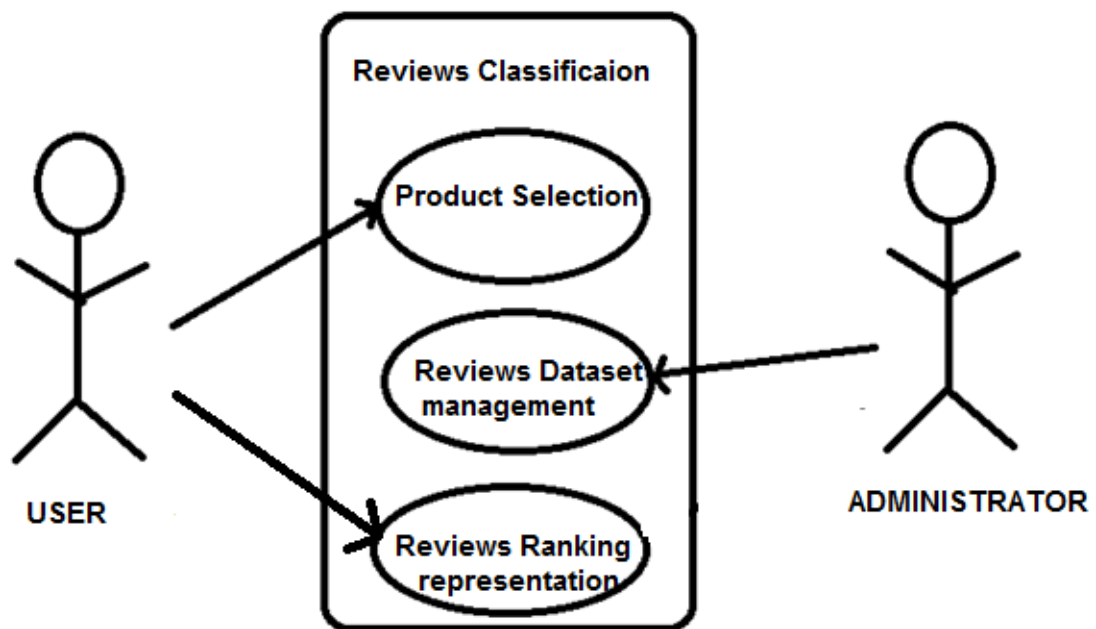 Reviews Classificaion
Product Selection
Reviews Dataset
management
Reviews Ranking
representation
USER
ADMINISTRATOR